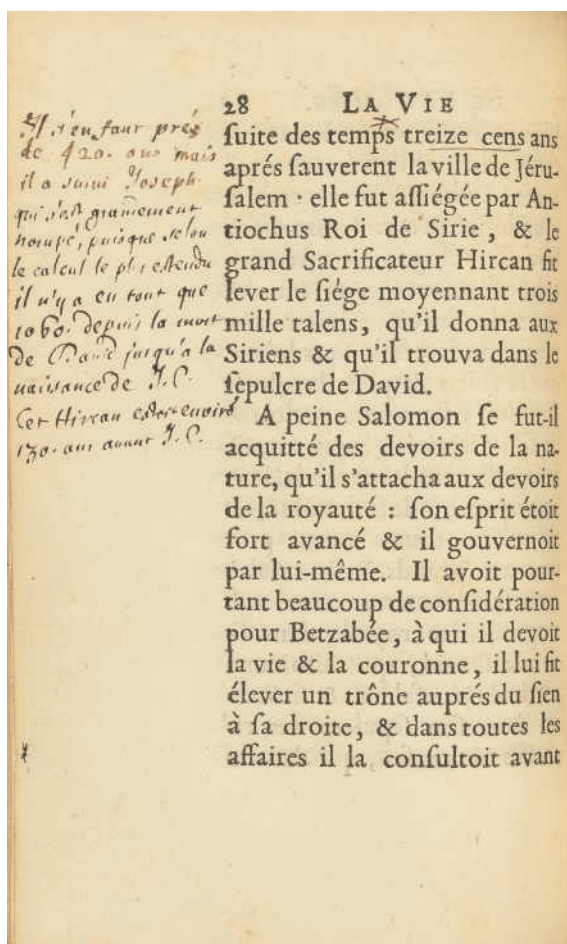 28 LA VIE
ſuite des temps treize cens ans
aprés ſauverent la ville de Jéru-
ſalem · elle fut aſſiégée par An-
tiochus Roi de Sirie, & le
grand Sacrificateur Hircan fit
lever le ſiége moyennant trois
mille talens, qu'il donna aux
Siriens & qu'il trouva dans le
ſepulcre de David.
A peine Salomon ſe fut-il
acquitté des devoirs de la na-
ture, qu'il s'attacha aux devoirs
de la royauté : ſon eſprit étoit
fort avancé & il gouvernoit
par lui-même. Il avoit pour-
tant beaucoup de conſidération
pour Betzabée, à qui il devoit
la vie & la couronne, il lui fit
élever un trône auprés du ſien
à ſa droite, & dans toutes les
affaires il la conſultoit avant
Il s'en faut prés
de 420. ans mais
il a suivi Joseph
qui s'est
puisque selon
le calcul le plus estendu
il n'y a en tout que
1060. depuis la mort
de David jusqu'a la
naissance de J. C.
Cet Hircan
130. ans avant J. C.